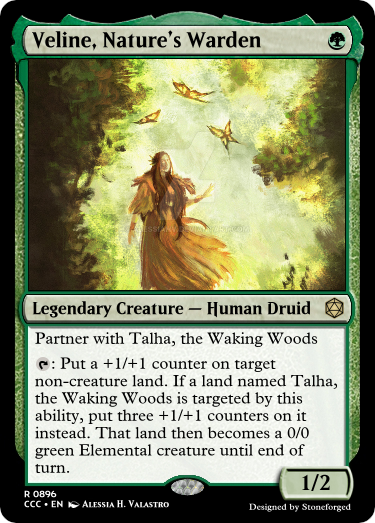 Veline, Nature's Warden
Legendary Creature — Human Druid
Partner with Talha, the Waking Woods
: Put a +1/+1 counter on target
non-creature land. If a land named Talha,
the Waking Woods is targeted by this
ability, put three +1/+1 counters on it
instead. That land then becomes a 0/0
green Elemental creature until end of
turn.
1/2
R 0896
CCC • EN Alessia H. Valastro
Designed by Stoneforged